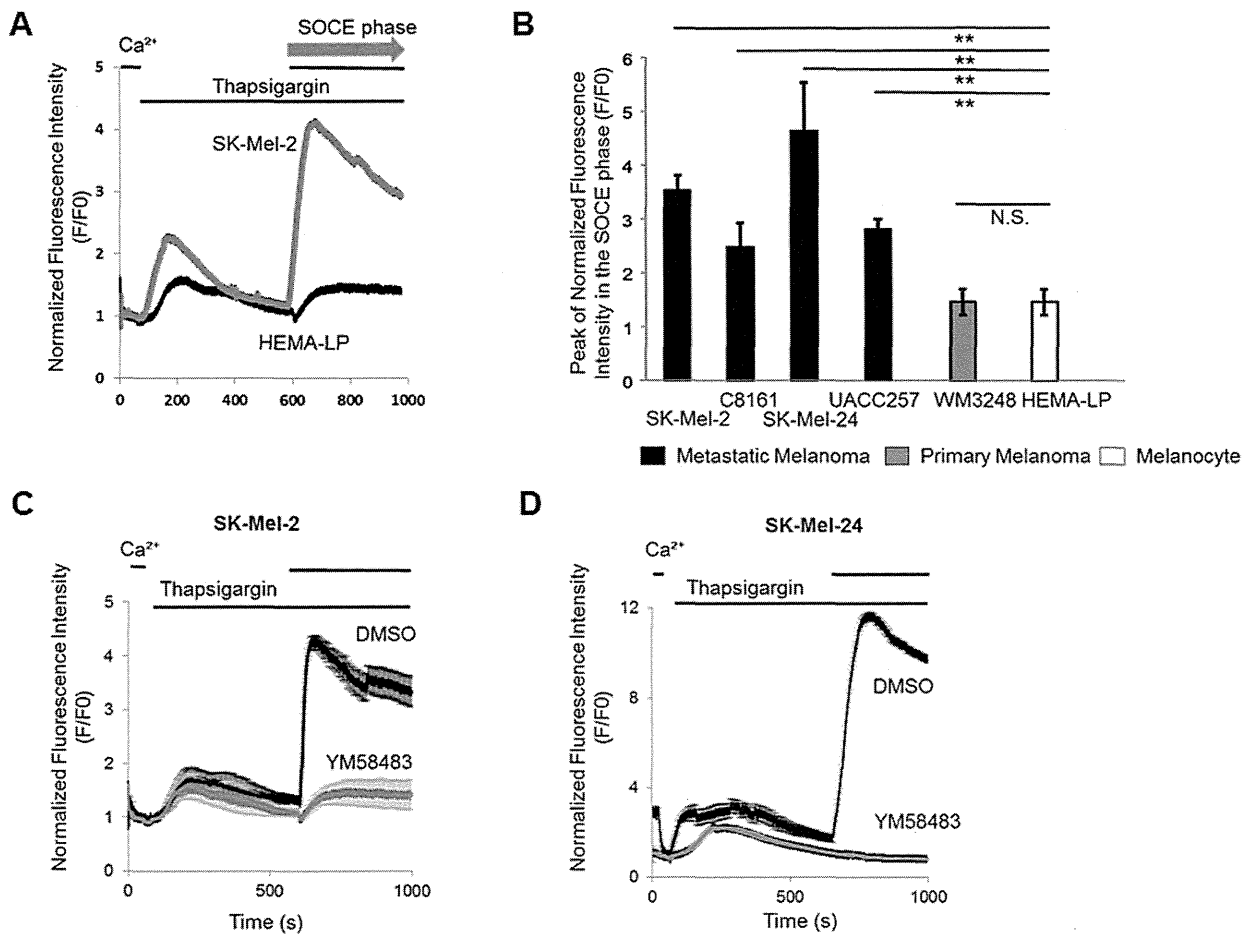 A
SOCE phase
Ca²⁺
Thapsigargin
SK-Mel-2
HEMA-LP
Normalized Fluorescence Intensity
(F/F0)
5
4
3
2
1
0
0 200 400 600 800 1000
B
**
**
**
**
N.S.
Peak of Normalized Fluorescence
Intensity in the SOCE phase (F/F0)
6
5
4
3
2
1
0
C8161 UACC257 WM3248 HEMA-LP
SK-Mel-2 SK-Mel-24
Metastatic Melanoma Primary Melanoma Melanocyte
C
SK-Mel-2
Ca²⁺
Thapsigargin
DMSO
YM58483
Normalized Fluorescence Intensity
(F/F0)
5
4
3
2
1
0
0 500 1000
Time (s)
D
SK-Mel-24
Ca²⁺
Thapsigargin
DMSO
YM58483
Normalized Fluorescence Intensity
(F/F0)
12
8
4
0
0 500 1000
Time (s)